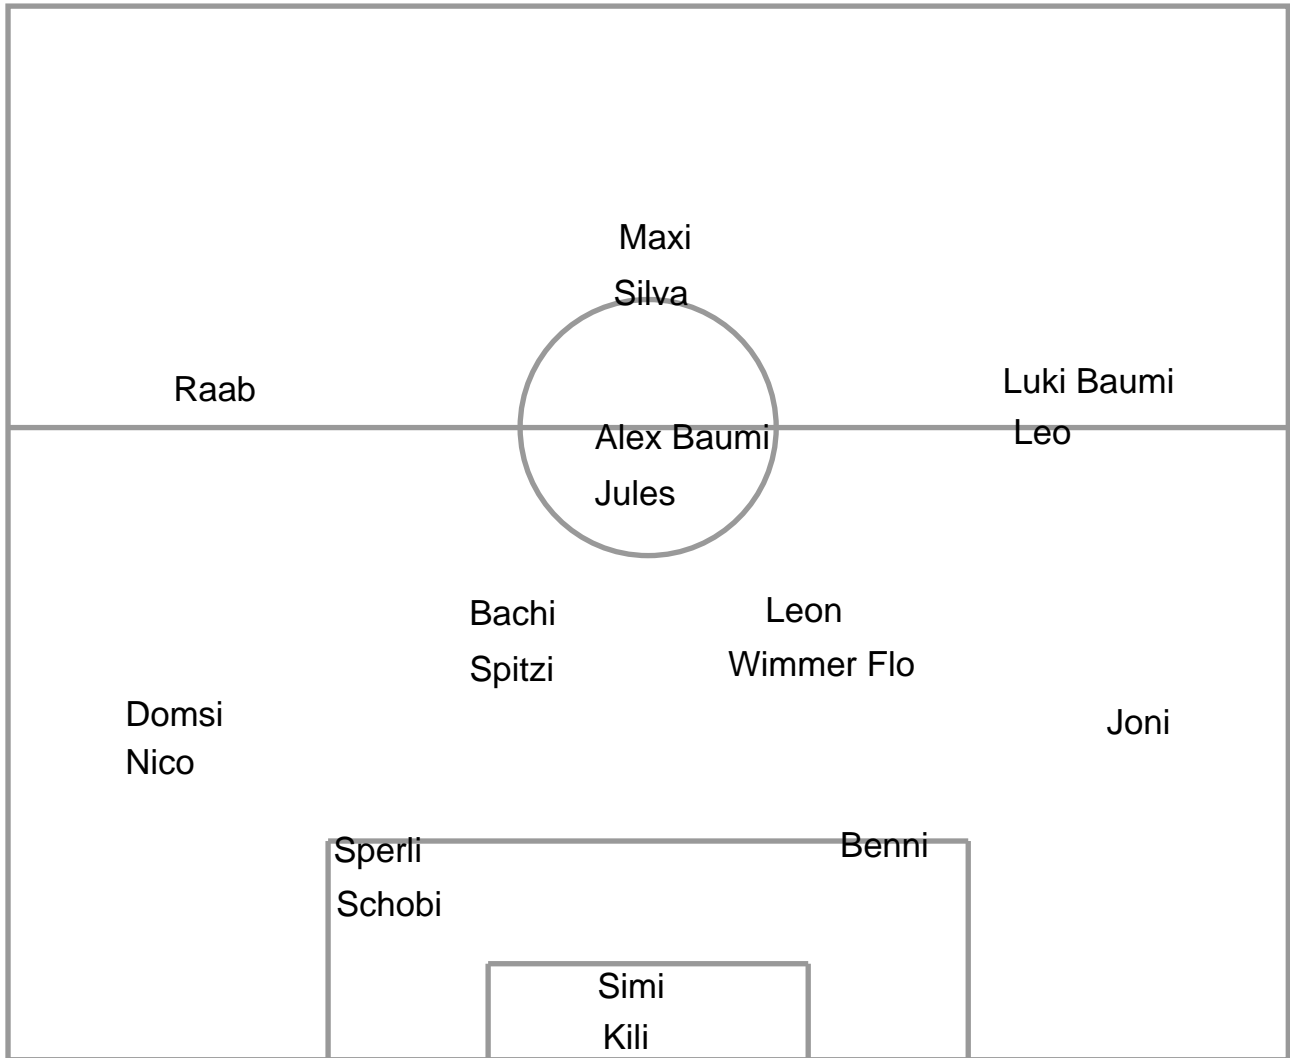 Maxi
Silva
Raab
Luki Baumi
Leo
Alex Baumi
Jules
Bachi
Spitzi
Leon
Wimmer Flo
Domsi
Nico
Joni
Sperli
Schobi
Benni
Simi
Kili